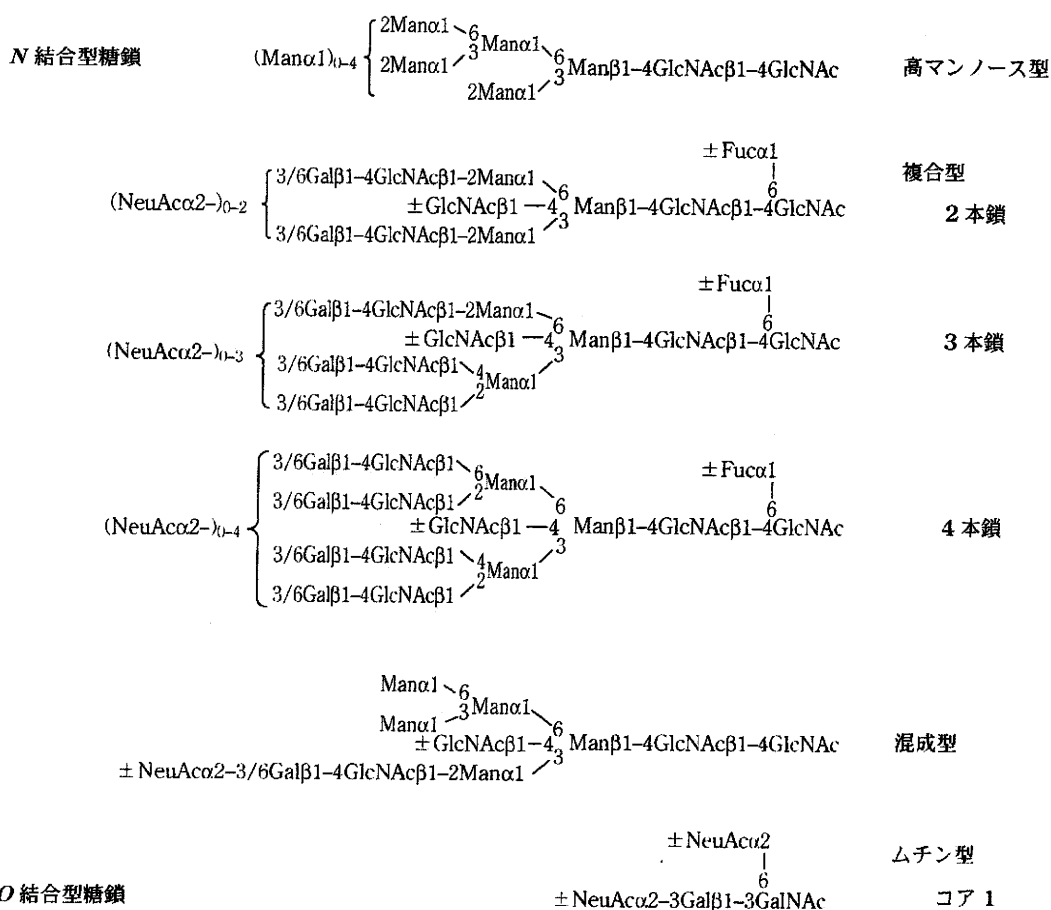 N 結合型糖鎖
(Manα1)0–4
2Manα1
6
3
2Manα1
Manα1
6
3
2Manα1
Manβ1–4GlcNAcβ1–4GlcNAc
高マンノース型
±Fucα1
6
複合型
(NeuAcα2-)0–2
3/6Galβ1–4GlcNAcβ1–2Manα1
6
±GlcNAcβ1—4
3
Manβ1–4GlcNAcβ1–4GlcNAc
3/6Galβ1–4GlcNAcβ1–2Manα1
2 本鎖
±Fucα1
6
(NeuAcα2-)0–3
3/6Galβ1–4GlcNAcβ1–2Manα1
6
±GlcNAcβ1—4
3
Manβ1–4GlcNAcβ1–4GlcNAc
3/6Galβ1–4GlcNAcβ1
4
2
Manα1
3/6Galβ1–4GlcNAcβ1
3 本鎖
±Fucα1
6
(NeuAcα2-)0–4
3/6Galβ1–4GlcNAcβ1
6
2
Manα1
3/6Galβ1–4GlcNAcβ1
6
±GlcNAcβ1—4
3
Manβ1–4GlcNAcβ1–4GlcNAc
3/6Galβ1–4GlcNAcβ1
4
2
Manα1
3/6Galβ1–4GlcNAcβ1
4 本鎖
Manα1
6
3
Manα1
Manα1
6
±GlcNAcβ1–4
3
Manβ1–4GlcNAcβ1–4GlcNAc
±NeuAcα2–3/6Galβ1–4GlcNAcβ1–2Manα1
混成型
±NeuAcα2
6
ムチン型
O 結合型糖鎖
±NeuAcα2–3Galβ1–3GalNAc
コア 1